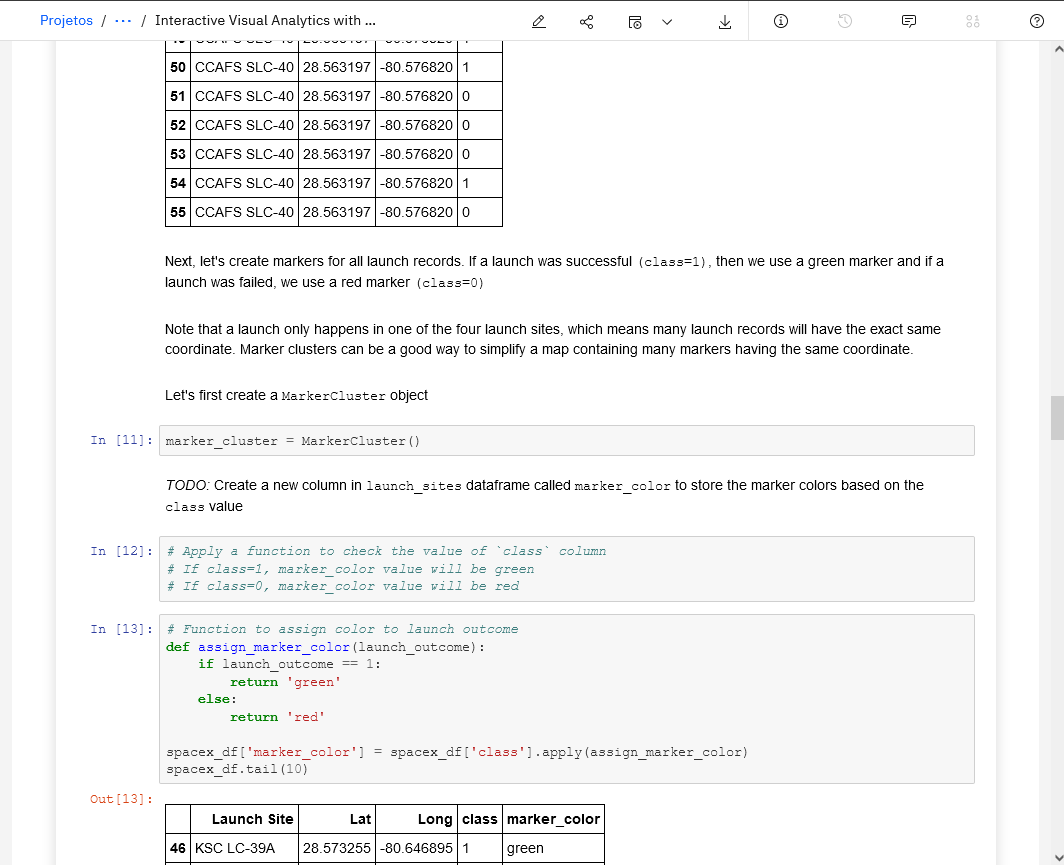 Projetos / ··· / Interactive Visual Analytics with ...
50 CCAFS SLC-40 28.563197 -80.576820 1
51 CCAFS SLC-40 28.563197 -80.576820 0
52 CCAFS SLC-40 28.563197 -80.576820 0
53 CCAFS SLC-40 28.563197 -80.576820 0
54 CCAFS SLC-40 28.563197 -80.576820 1
55 CCAFS SLC-40 28.563197 -80.576820 0
Next, let's create markers for all launch records. If a launch was successful (class=1), then we use a green marker and if a
launch was failed, we use a red marker (class=0)
Note that a launch only happens in one of the four launch sites, which means many launch records will have the exact same
coordinate. Marker clusters can be a good way to simplify a map containing many markers having the same coordinate.
Let's first create a MarkerCluster object
In [11]: marker_cluster = MarkerCluster()
TODO: Create a new column in launch_sites dataframe called marker_color to store the marker colors based on the
class value
In [12]: # Apply a function to check the value of `class` column
# If class=1, marker_color value will be green
# If class=0, marker_color value will be red
In [13]: # Function to assign color to launch outcome
def assign_marker_color(launch_outcome):
if launch_outcome == 1:
return 'green'
else:
return 'red'
spacex_df['marker_color'] = spacex_df['class'].apply(assign_marker_color)
spacex_df.tail(10)
Out[13]:
Launch Site Lat Long class marker_color
46 KSC LC-39A 28.573255 -80.646895 1 green